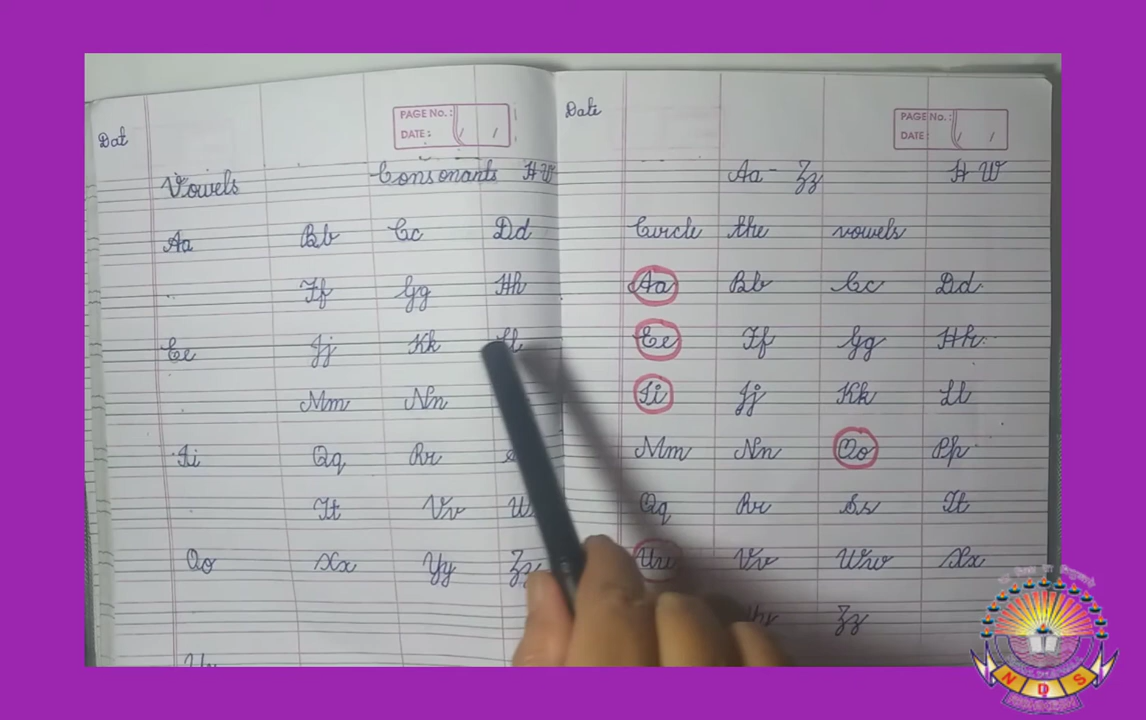 PAGE No.:
DATE: / /
Dat
Vowels Consonants H W
Aa Bb Cc Dd
Ff Gg Hh
Ee Jj Kk Ll
Mm Nn
Ii Qq Rr
Tt Vv
Oo Xx Yy Zz
PAGE No.:
DATE: / /
Date
Aa - Zz H W
Circle the vowels
Aa Bb Cc Dd
Ee Ff Gg Hh
Ii Jj Kk Ll
Mm Nn Oo Pp
Qq Rr Ss Tt
Uu Vv Ww Xx
Zz
N D S